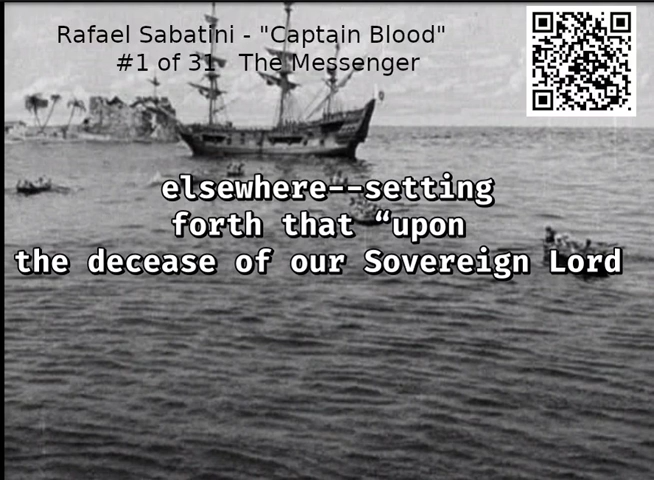 Rafael Sabatini - "Captain Blood"
#1 of 31   The Messenger
elsewhere--setting
forth that “upon
the decease of our Sovereign Lord